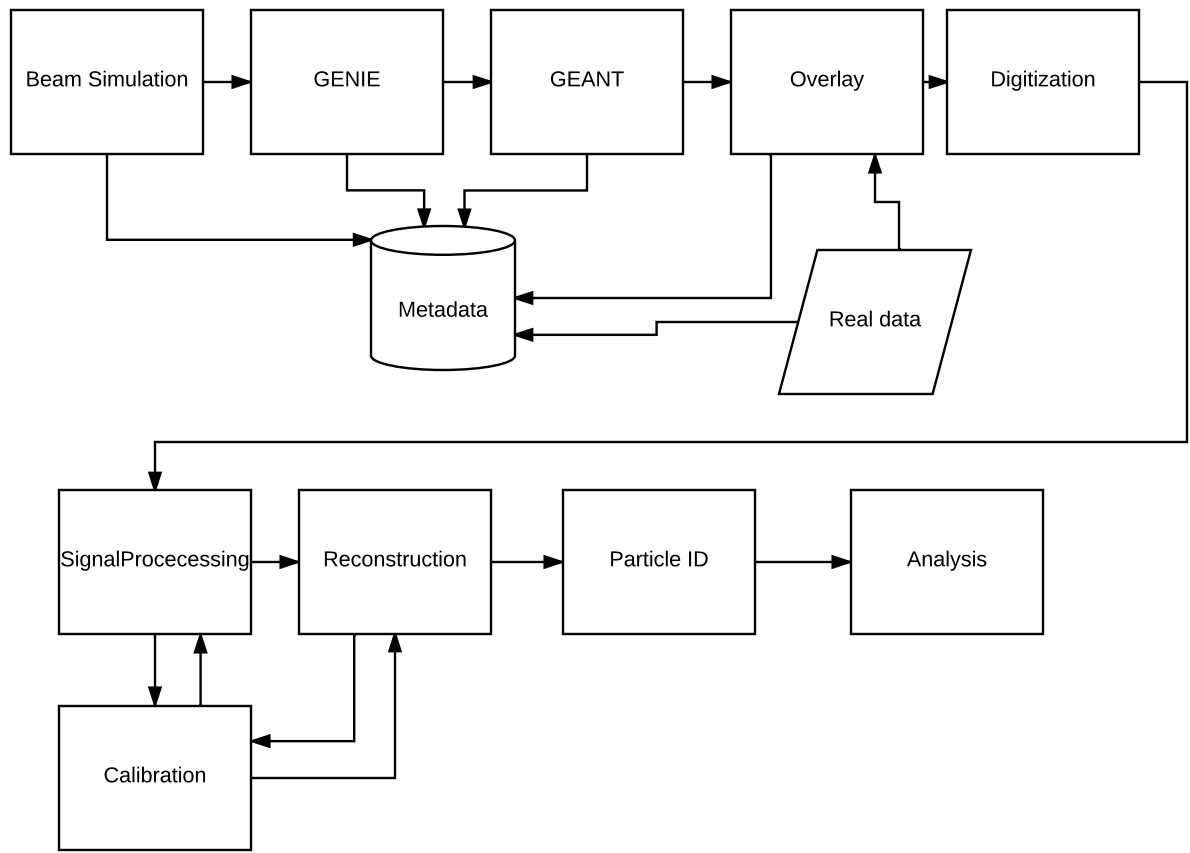 Beam Simulation
GENIE
GEANT
Overlay
Digitization
Metadata
Real data
SignalProcecessing
Reconstruction
Particle ID
Analysis
Calibration